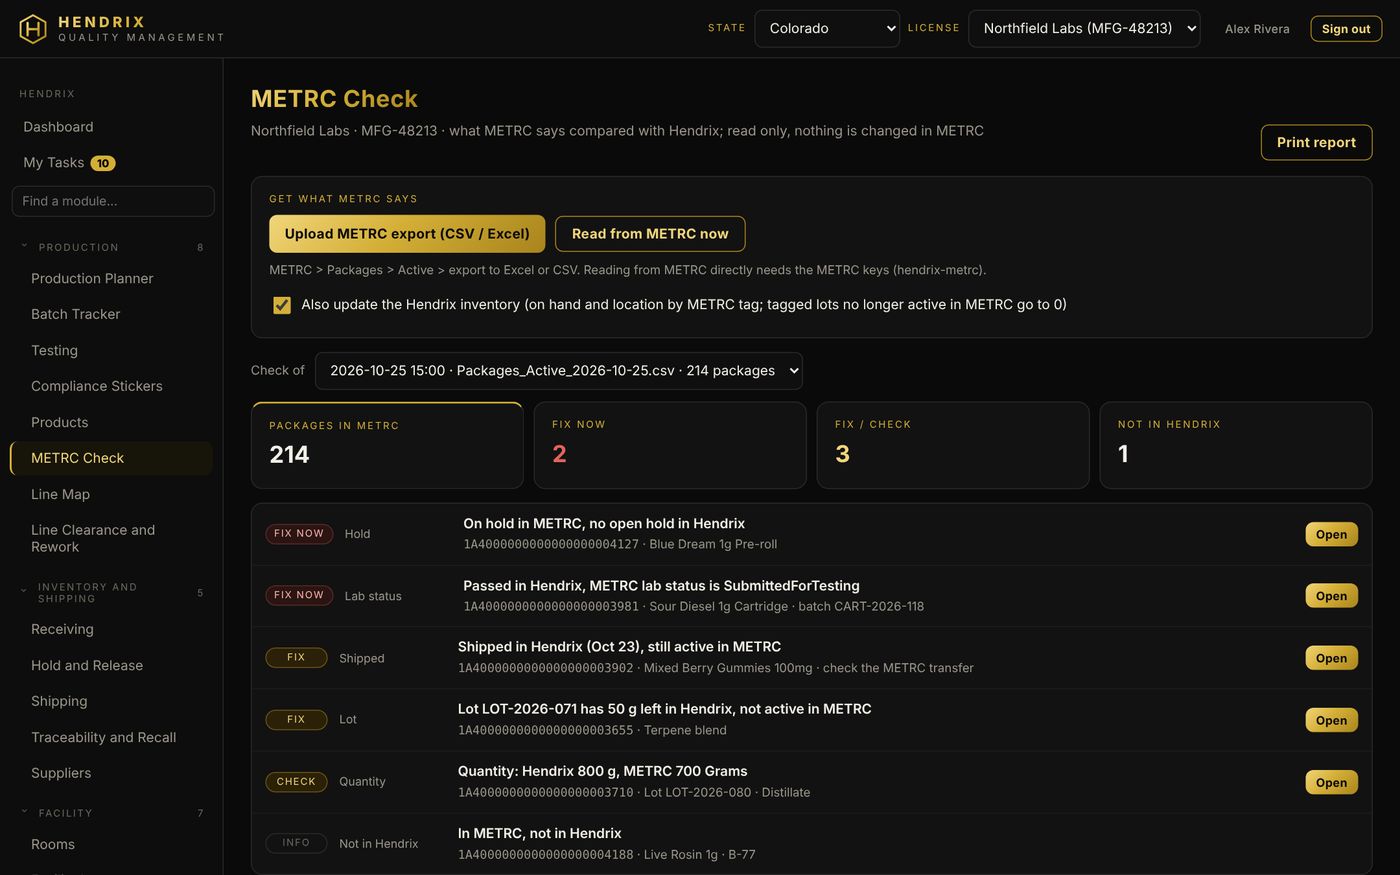 HENDRIX
QUALITY MANAGEMENT
STATE
Colorado
LICENSE
Northfield Labs (MFG-48213)
Alex Rivera
Sign out
HENDRIX
Dashboard
My Tasks 10
Find a module...
PRODUCTION 8
Production Planner
Batch Tracker
Testing
Compliance Stickers
Products
METRC Check
Line Map
Line Clearance and
Rework
INVENTORY AND
SHIPPING 5
Receiving
Hold and Release
Shipping
Traceability and Recall
Suppliers
FACILITY 7
Rooms
METRC Check
Northfield Labs · MFG-48213 · what METRC says compared with Hendrix; read only, nothing is changed in METRC
Print report
GET WHAT METRC SAYS
Upload METRC export (CSV / Excel)
Read from METRC now
METRC > Packages > Active > export to Excel or CSV. Reading from METRC directly needs the METRC keys (hendrix-metrc).
Also update the Hendrix inventory (on hand and location by METRC tag; tagged lots no longer active in METRC go to 0)
Check of
2026-10-25 15:00 · Packages_Active_2026-10-25.csv · 214 packages
PACKAGES IN METRC
214
FIX NOW
2
FIX / CHECK
3
NOT IN HENDRIX
1
FIX NOW
Hold
On hold in METRC, no open hold in Hendrix
1A4000000000000000004127 · Blue Dream 1g Pre-roll
Open
FIX NOW
Lab status
Passed in Hendrix, METRC lab status is SubmittedForTesting
1A4000000000000000003981 · Sour Diesel 1g Cartridge · batch CART-2026-118
Open
FIX
Shipped
Shipped in Hendrix (Oct 23), still active in METRC
1A4000000000000000003902 · Mixed Berry Gummies 100mg · check the METRC transfer
Open
FIX
Lot
Lot LOT-2026-071 has 50 g left in Hendrix, not active in METRC
1A4000000000000000003655 · Terpene blend
Open
CHECK
Quantity
Quantity: Hendrix 800 g, METRC 700 Grams
1A4000000000000000003710 · Lot LOT-2026-080 · Distillate
Open
INFO
Not in Hendrix
In METRC, not in Hendrix
1A4000000000000000004188 · Live Rosin 1g · B-77